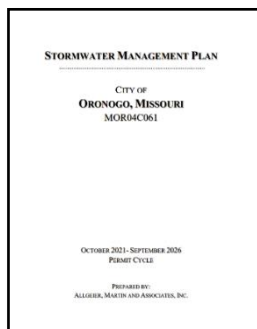 STORMWATER MANAGEMENT PLAN
CITY OF
ORONOGO, MISSOURI
MOR04C061
OCTOBER 2021- SEPTEMBER 2026
PERMIT CYCLE
PREPARED BY:
ALLGEIER, MARTIN AND ASSOCIATES, INC.